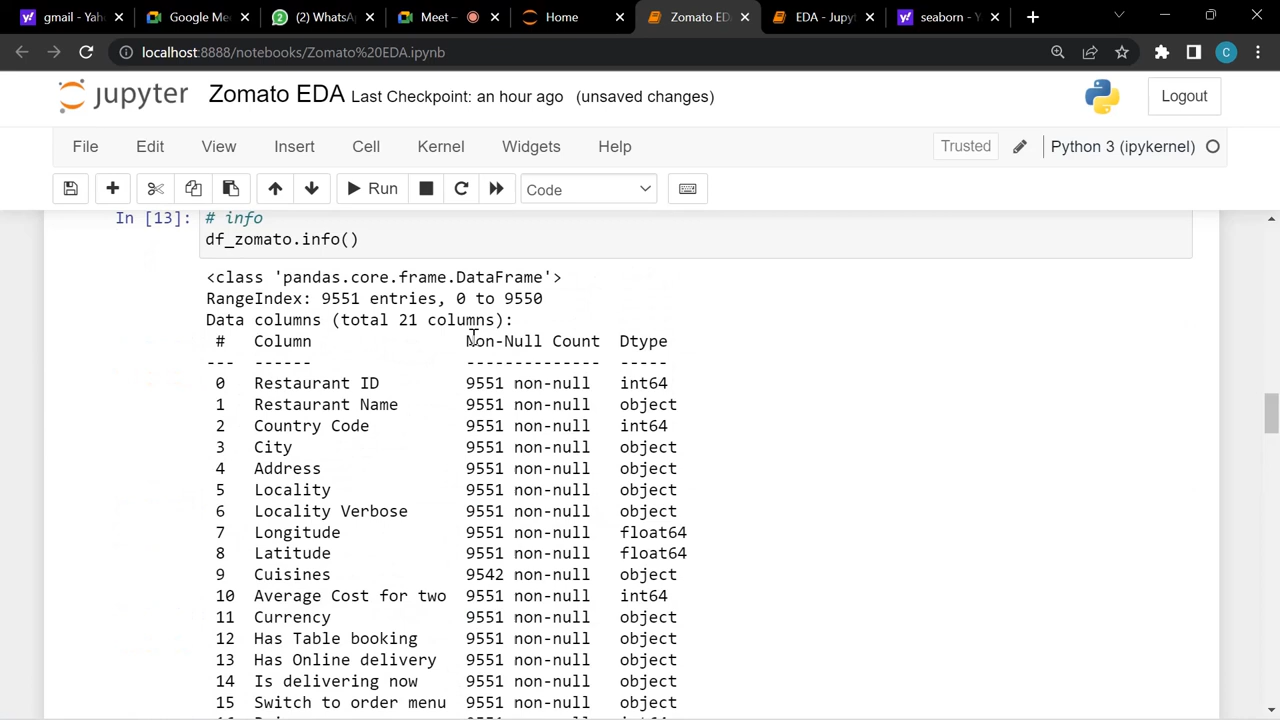 gmail - Yah
Google Me
(2) WhatsA
Meet –
Home
Zomato ED
EDA - Jupyt
seaborn - Y
localhost:8888/notebooks/Zomato%20EDA.ipynb
C
jupyter Zomato EDA Last Checkpoint: an hour ago (unsaved changes)
Logout
File Edit View Insert Cell Kernel Widgets Help
Trusted
Python 3 (ipykernel)
Run
Code
In [13]: # info
df_zomato.info()
<class 'pandas.core.frame.DataFrame'>
RangeIndex: 9551 entries, 0 to 9550
Data columns (total 21 columns):
# Column Non-Null Count Dtype
--- ------ -------------- -----
0 Restaurant ID 9551 non-null int64
1 Restaurant Name 9551 non-null object
2 Country Code 9551 non-null int64
3 City 9551 non-null object
4 Address 9551 non-null object
5 Locality 9551 non-null object
6 Locality Verbose 9551 non-null object
7 Longitude 9551 non-null float64
8 Latitude 9551 non-null float64
9 Cuisines 9542 non-null object
10 Average Cost for two 9551 non-null int64
11 Currency 9551 non-null object
12 Has Table booking 9551 non-null object
13 Has Online delivery 9551 non-null object
14 Is delivering now 9551 non-null object
15 Switch to order menu 9551 non-null object